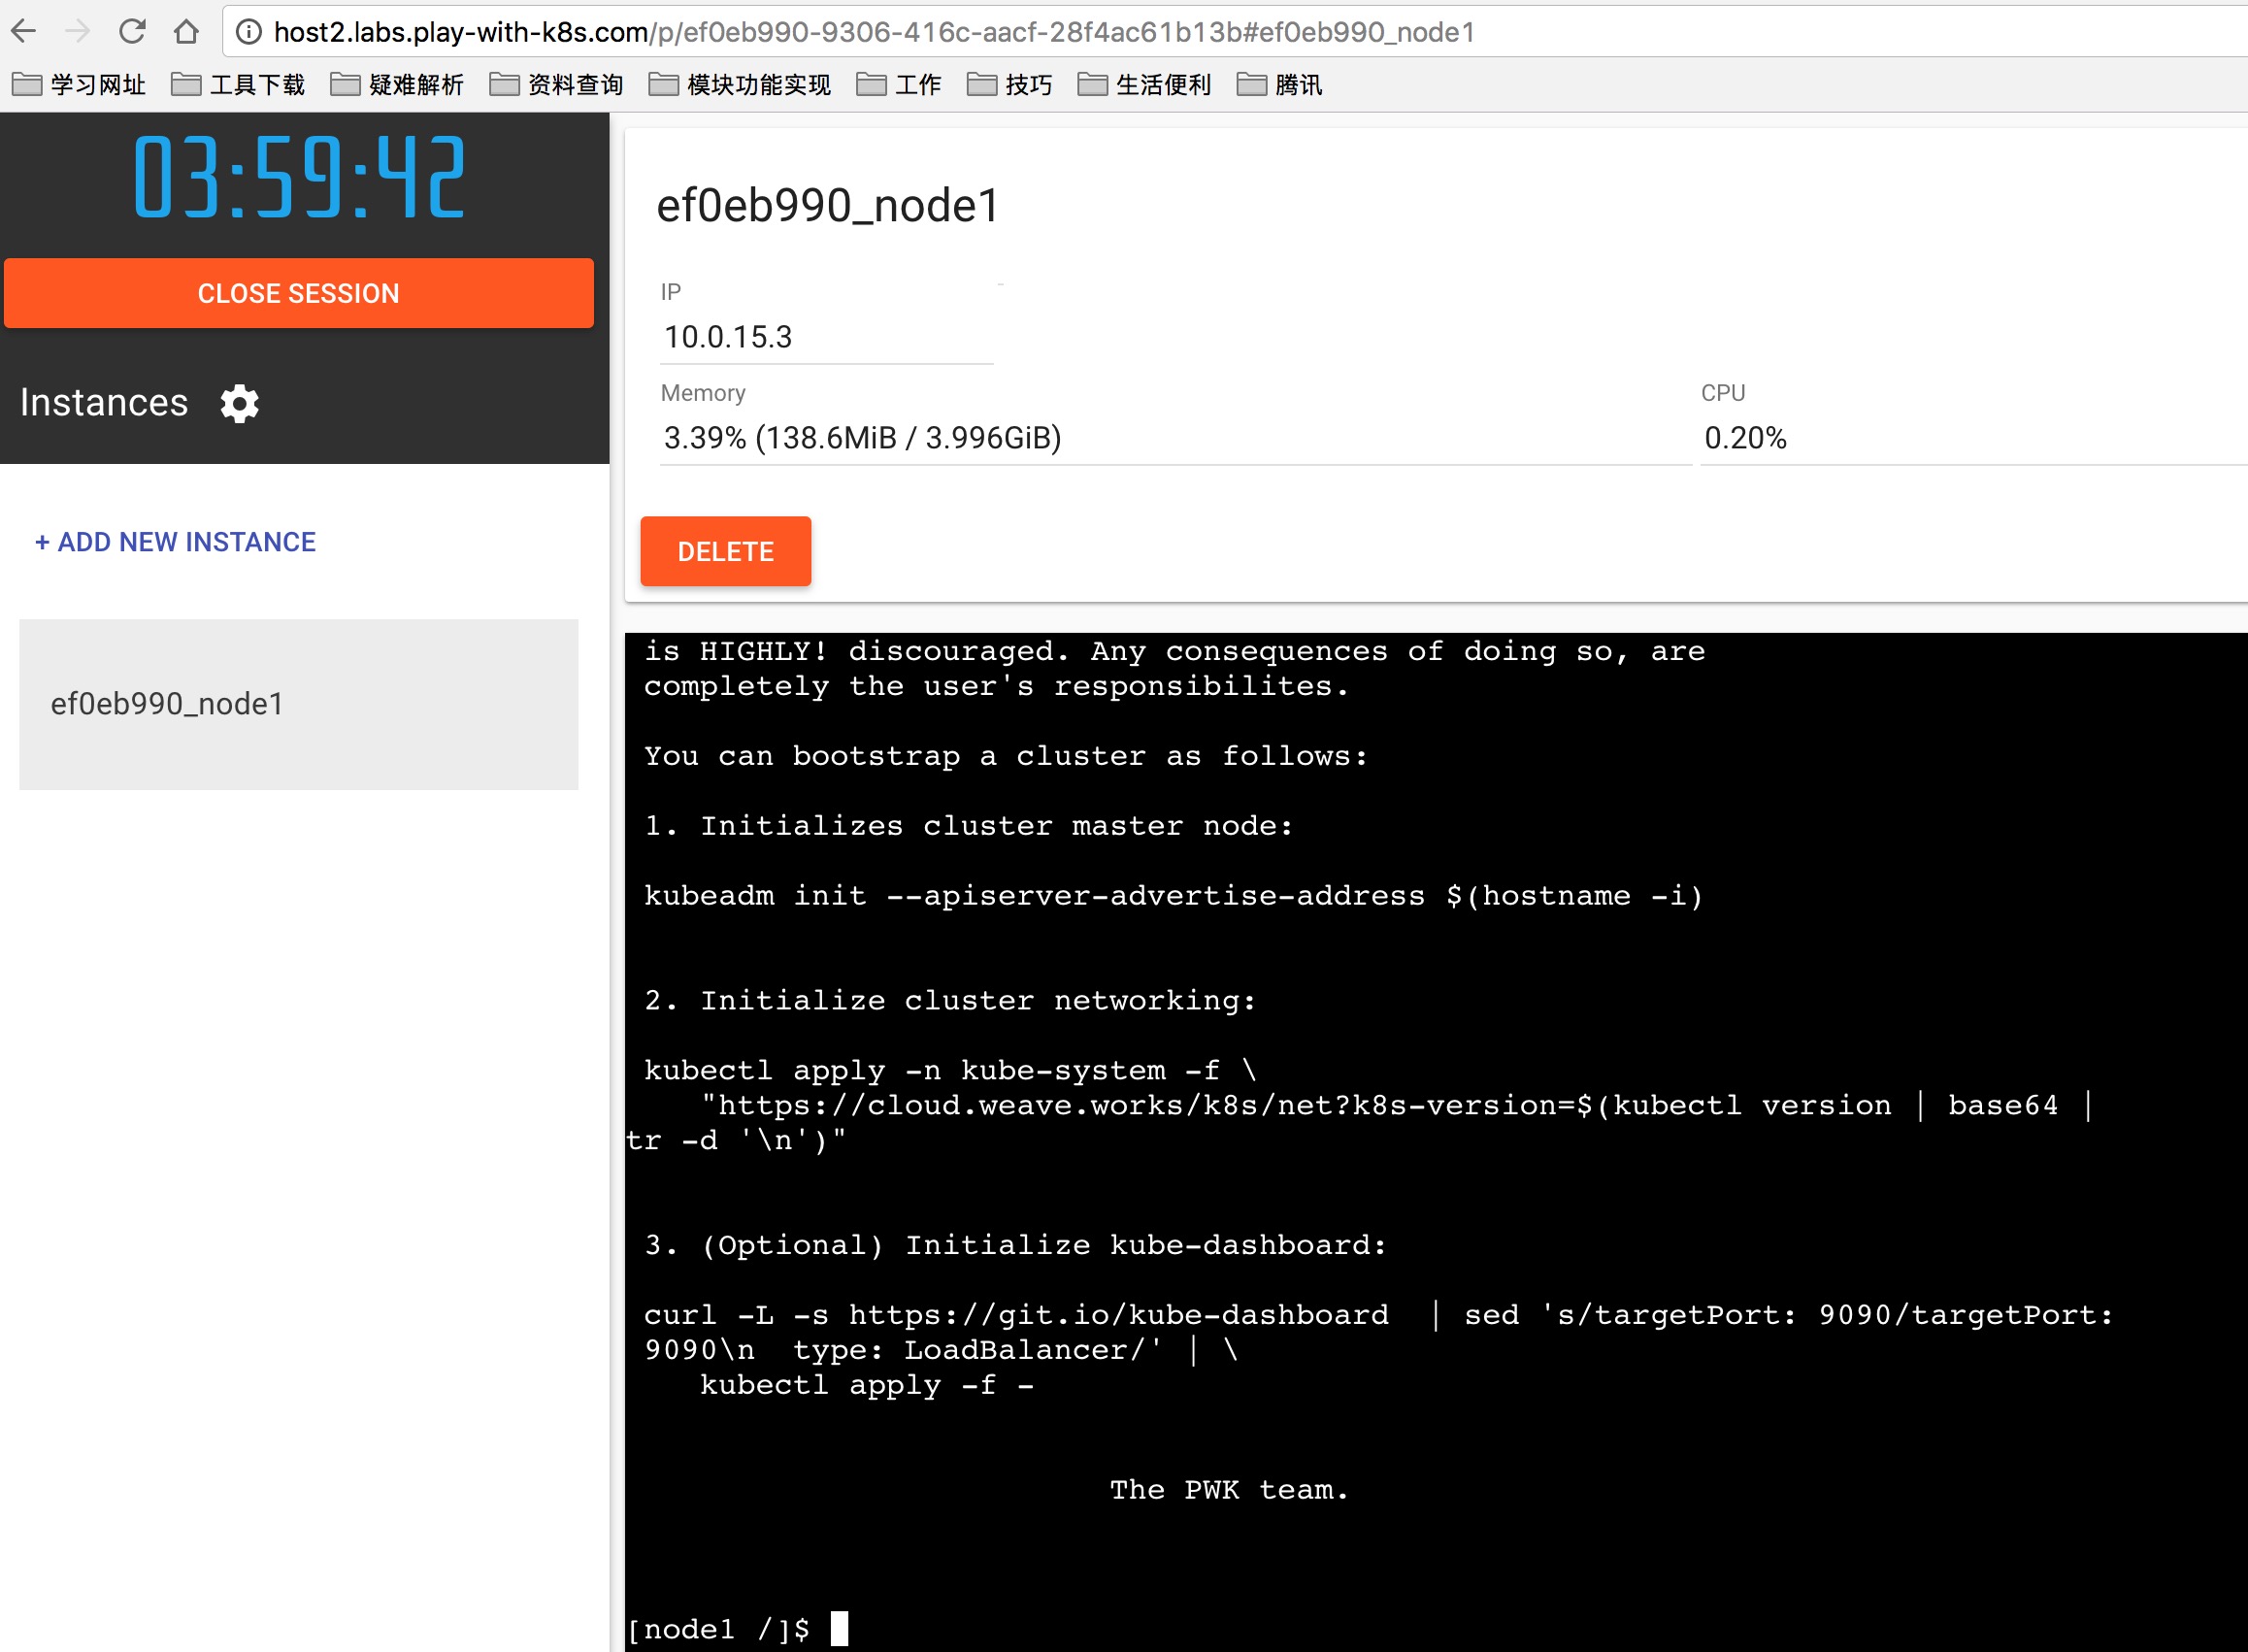 host2.labs.play-with-k8s.com/p/ef0eb990-9306-416c-aacf-28f4ac61b13b#ef0eb990_node1
学习网址 工具下载 疑难解析 资料查询 模块功能实现 工作 技巧 生活便利 腾讯
03:59:42
CLOSE SESSION
Instances
+ ADD NEW INSTANCE
ef0eb990_node1
ef0eb990_node1
IP
10.0.15.3
Memory
3.39% (138.6MiB / 3.996GiB)
CPU
0.20%
DELETE
is HIGHLY! discouraged. Any consequences of doing so, are
completely the user's responsibilites.
You can bootstrap a cluster as follows:
1. Initializes cluster master node:
kubeadm init --apiserver-advertise-address $(hostname -i)
2. Initialize cluster networking:
kubectl apply -n kube-system -f \
"https://cloud.weave.works/k8s/net?k8s-version=$(kubectl version | base64 |
tr -d '\n')"
3. (Optional) Initialize kube-dashboard:
curl -L -s https://git.io/kube-dashboard  | sed 's/targetPort: 9090/targetPort:
9090\n  type: LoadBalancer/' | \
kubectl apply -f -
The PWK team.
[node1 /]$